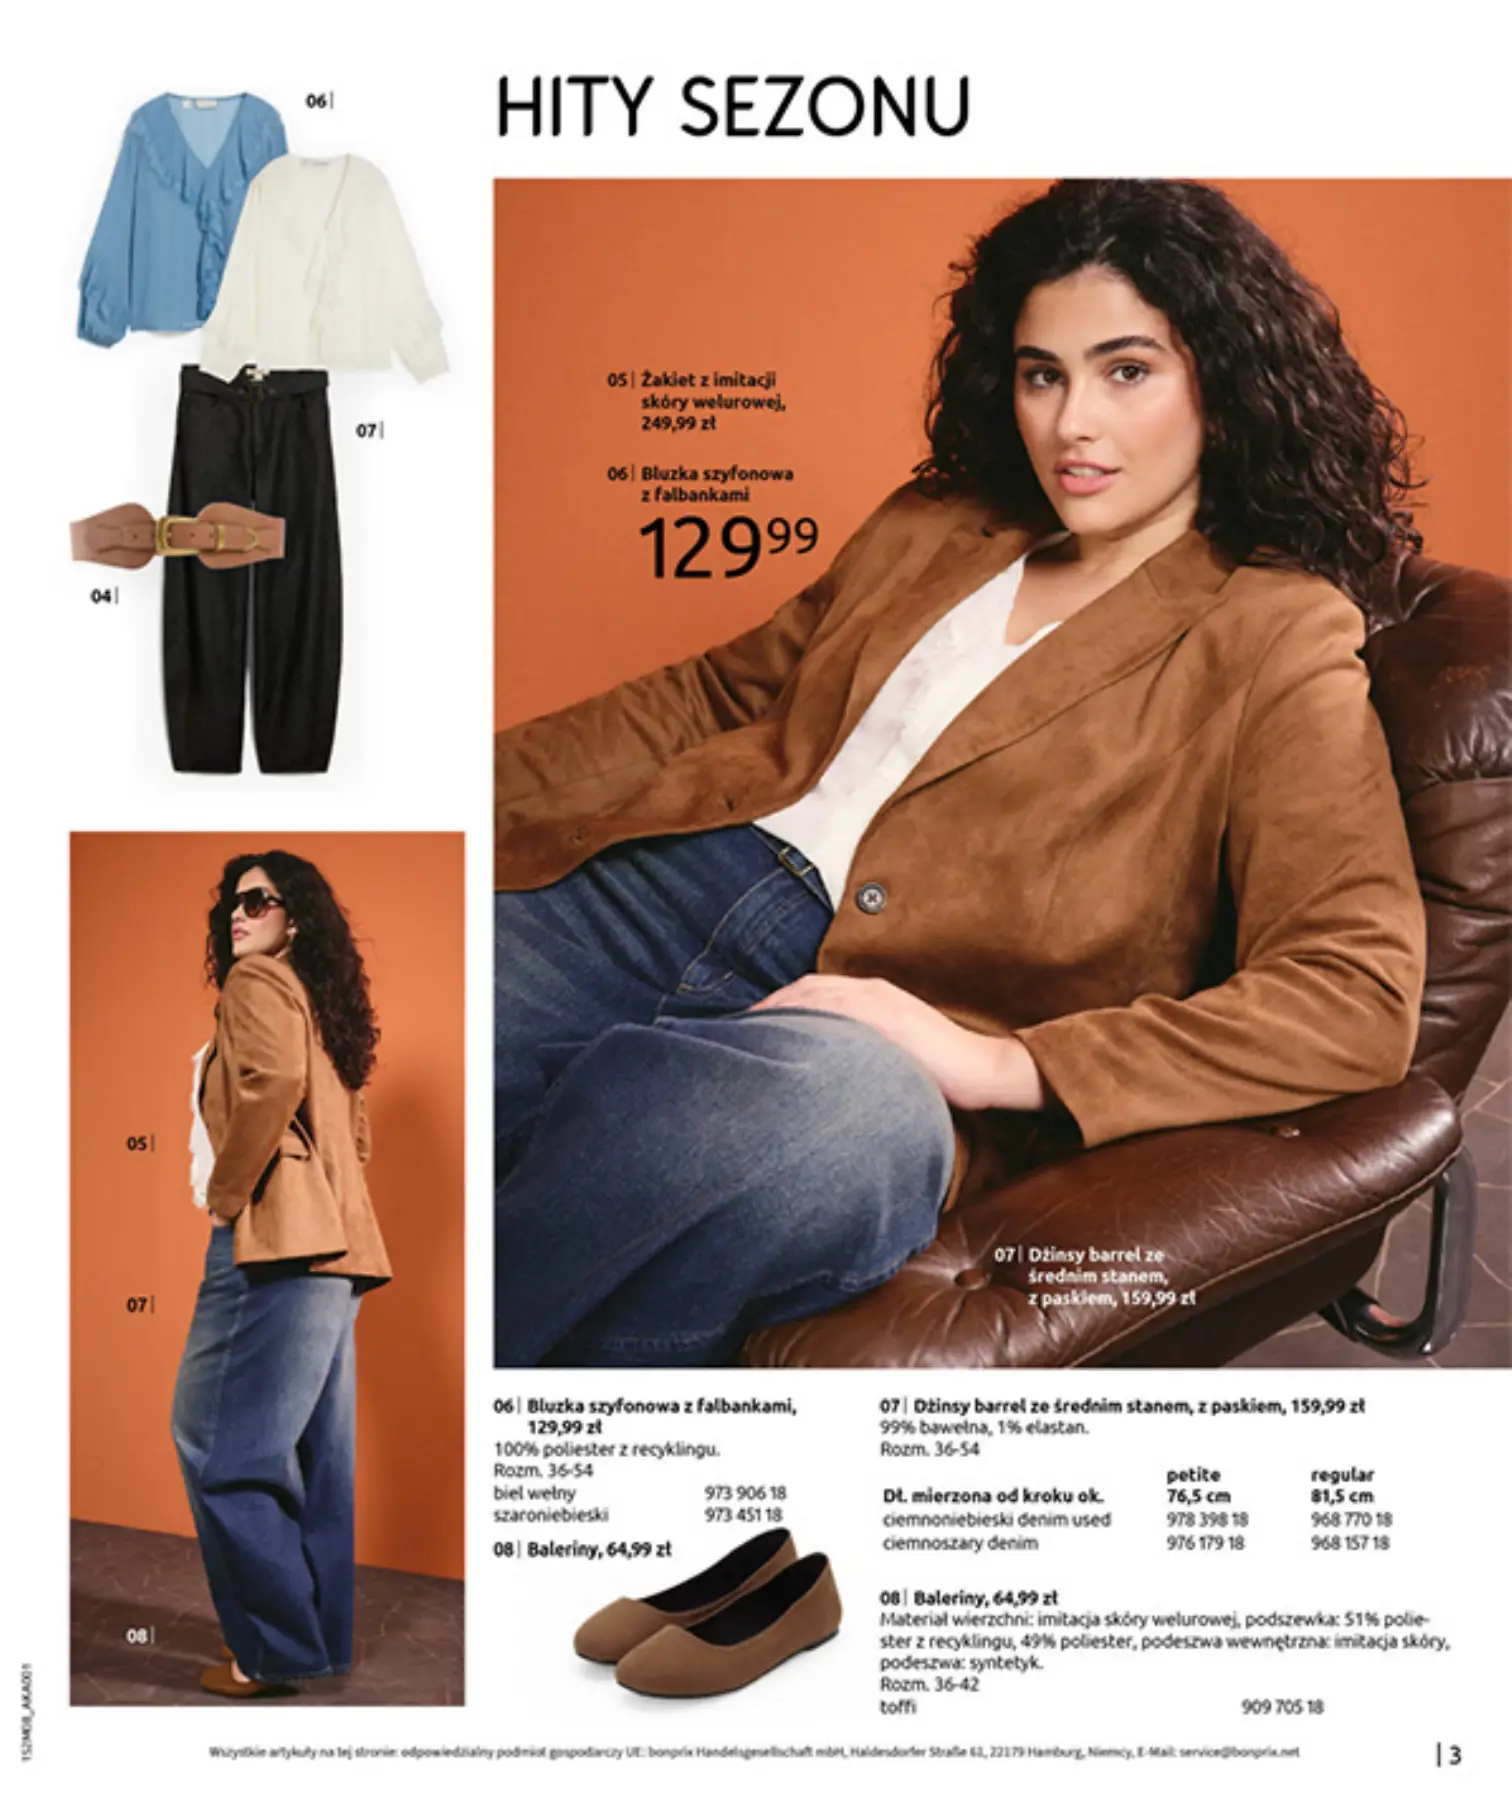 HITY SEZONU
06|
07|
04|
05| Żakiet z imitacji
skóry welurowej,
249,99 zł
06| Bluzka szyfonowa
z falbankami
129⁹⁹
05|
07|
08|
07| Dżinsy barrel ze
średnim stanem,
z paskiem, 159,99 zł
06| Bluzka szyfonowa z falbankami,
129,99 zł
100% poliester z recyklingu.
Rozm. 36-54
biel wełny 973 906 18
szaroniebieski 973 451 18
08| Baleriny, 64,99 zł
07| Dżinsy barrel ze średnim stanem, z paskiem, 159,99 zł
99% bawełna, 1% elastan.
Rozm. 36-54
petite regular
Dł. mierzona od kroku ok. 76,5 cm 81,5 cm
ciemnoniebieski denim used 978 398 18 968 770 18
ciemnoszary denim 976 179 18 968 157 18
08| Baleriny, 64,99 zł
Materiał wierzchni: imitacja skóry welurowej, podszewka: 51% polie-
ster z recyklingu, 49% poliester, podeszwa wewnętrzna: imitacja skóry,
podeszwa: syntetyk.
Rozm. 36-42
toffi 909 705 18
152M08_AKA001
Wszystkie artykuły na tej stronie: odpowiedzialny podmiot gospodarczy UE: bonprix Handelsgesellschaft mbH, Haldesdorfer Straße 61, 22179 Hamburg, Niemcy, E-Mail: service@bonprix.net
| 3